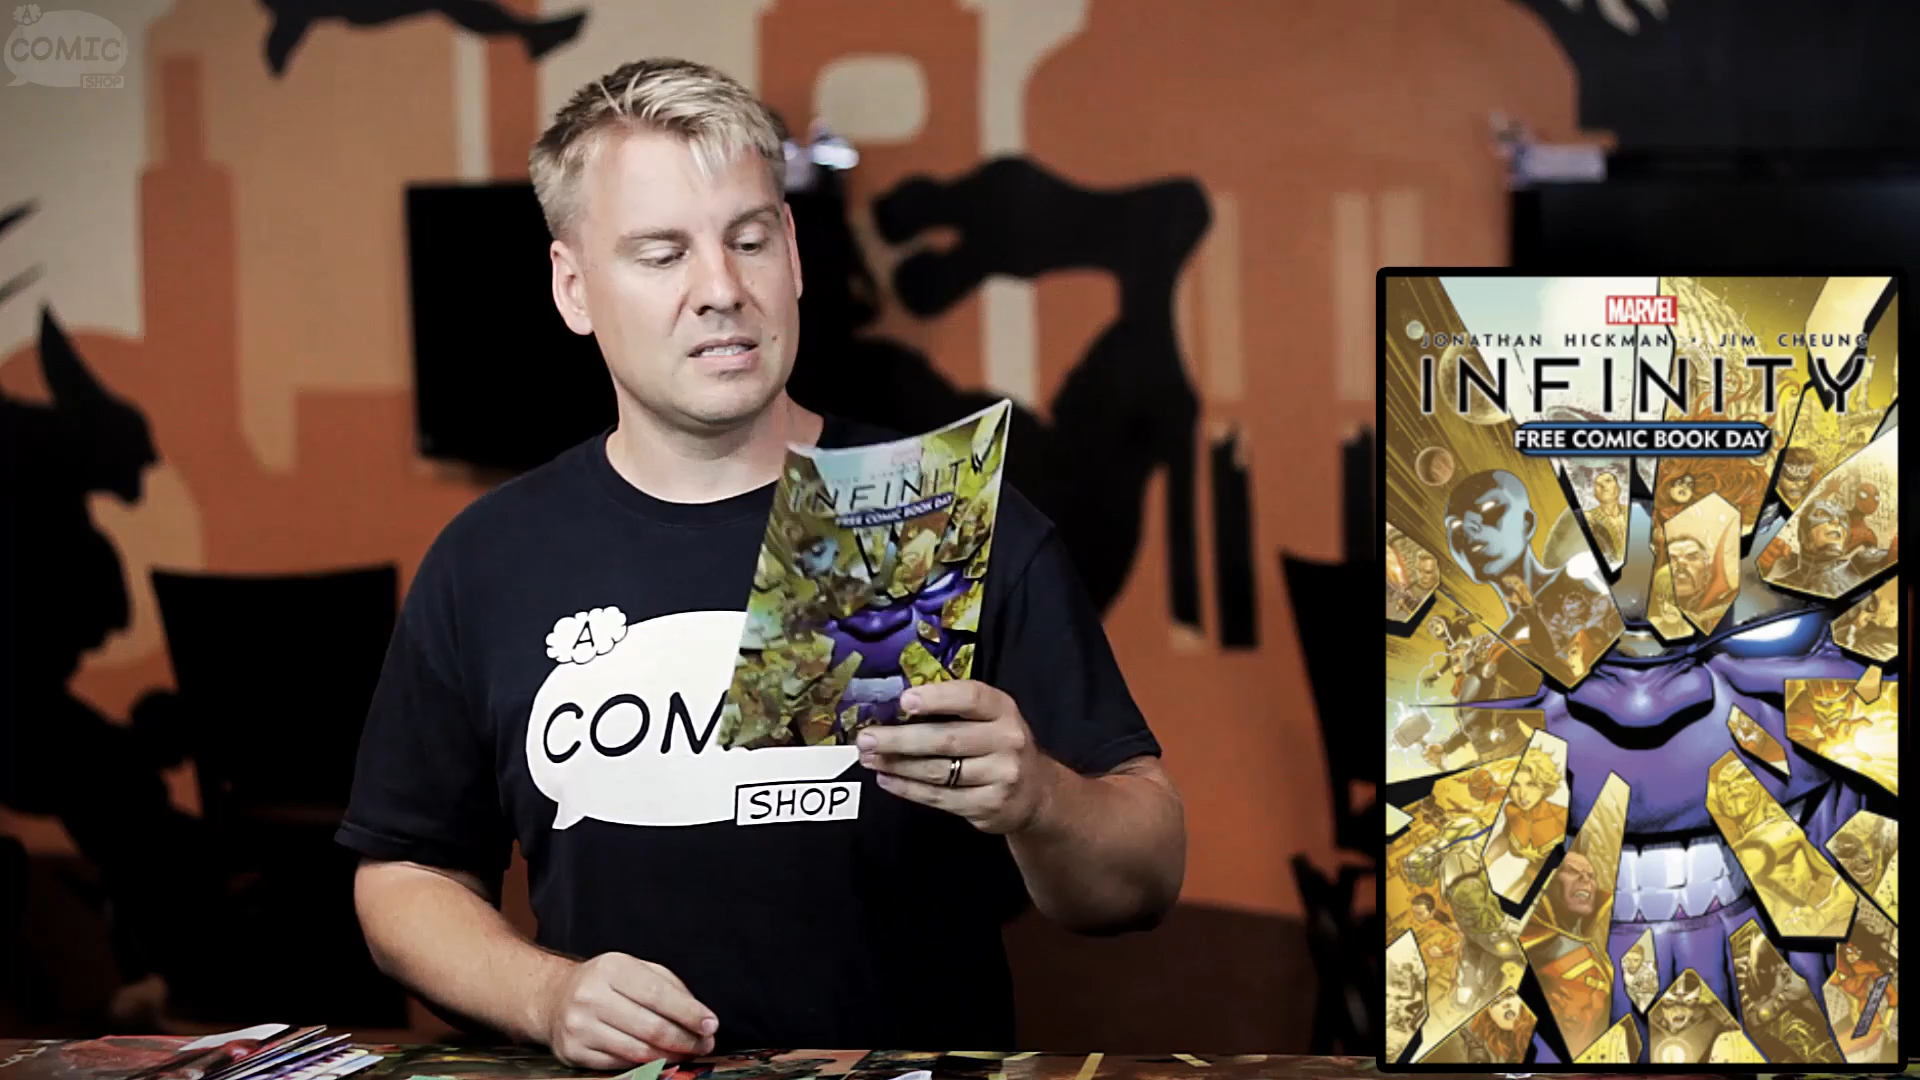 A
COMIC
SHOP
A
COM
SHOP
INFINITY
FREE COMIC BOOK DAY
MARVEL
JONATHAN HICKMAN • JIM CHEUNG
INFINITY
FREE COMIC BOOK DAY